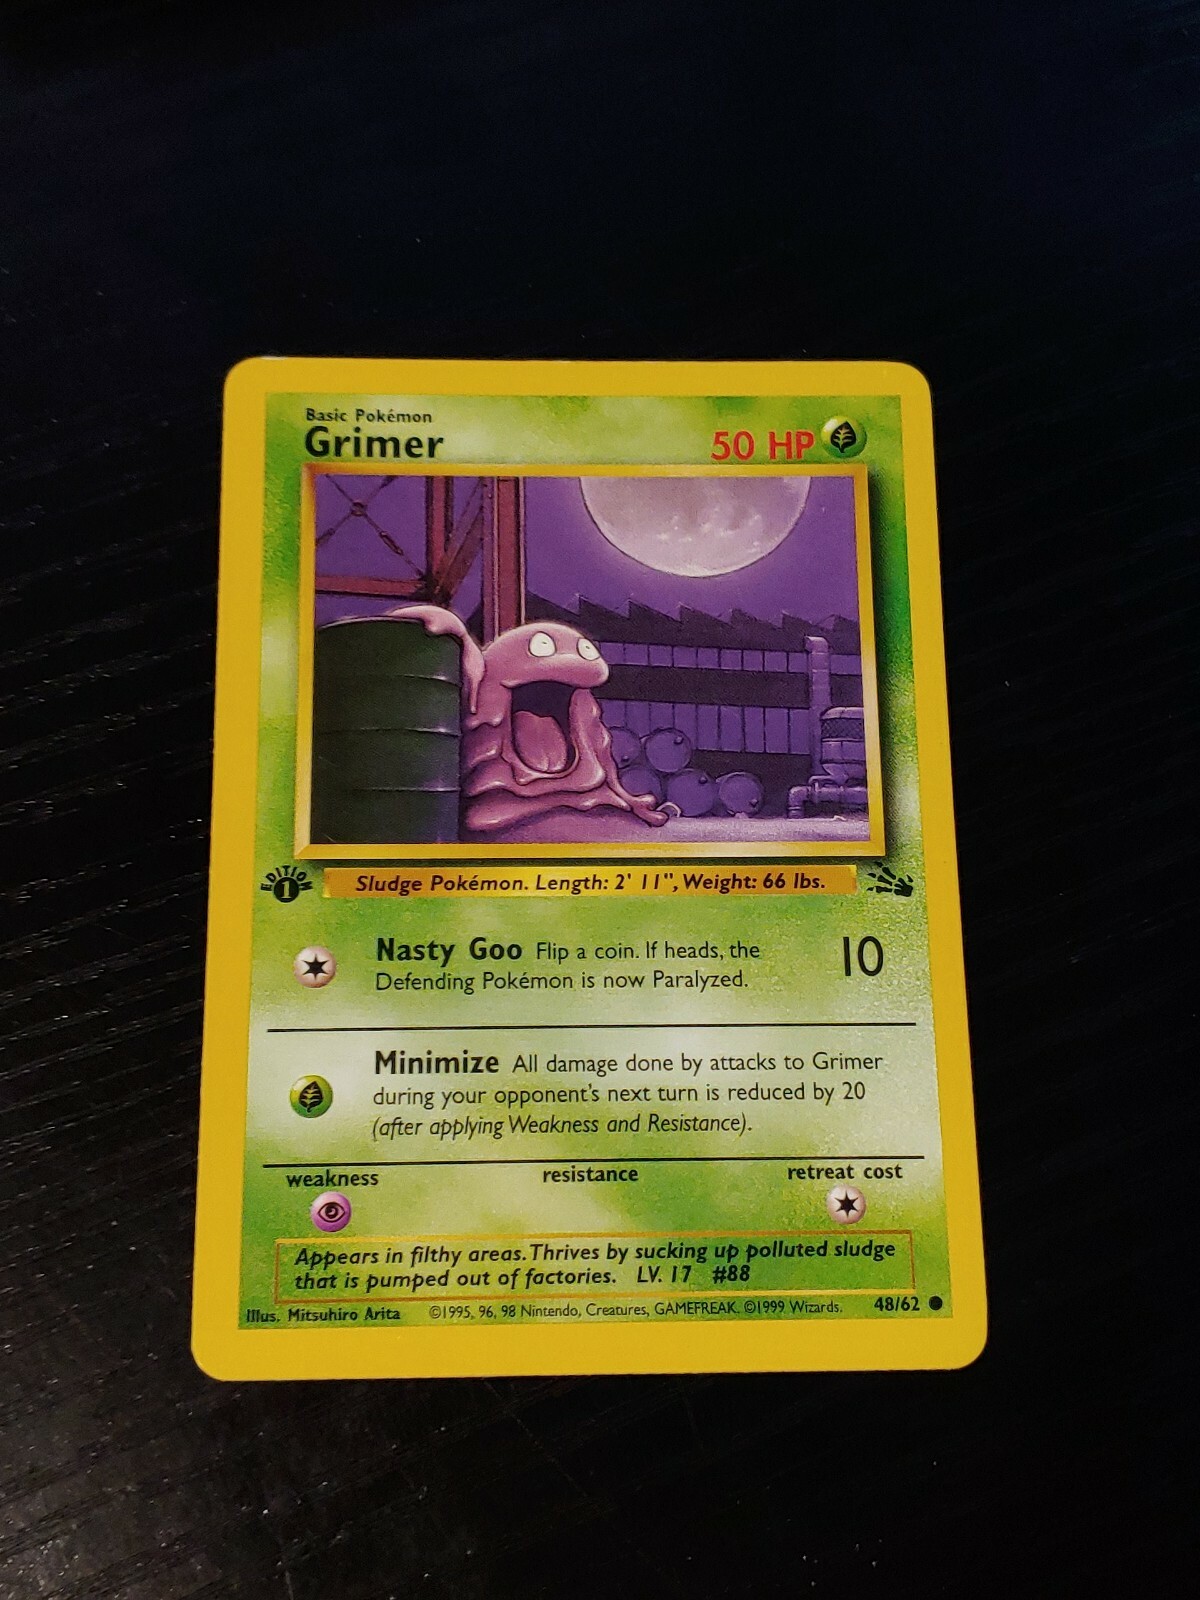 Basic Pokémon
Grimer
50 HP
EDITION
1
Sludge Pokémon. Length: 2' 11", Weight: 66 lbs.
Nasty Goo Flip a coin. If heads, the
Defending Pokémon is now Paralyzed.
10
Minimize All damage done by attacks to Grimer
during your opponent's next turn is reduced by 20
(after applying Weakness and Resistance).
weakness resistance retreat cost
Appears in filthy areas. Thrives by sucking up polluted sludge
that is pumped out of factories. LV. 17 #88
Illus. Mitsuhiro Arita ©1995, 96, 98 Nintendo, Creatures, GAMEFREAK. ©1999 Wizards. 48/62